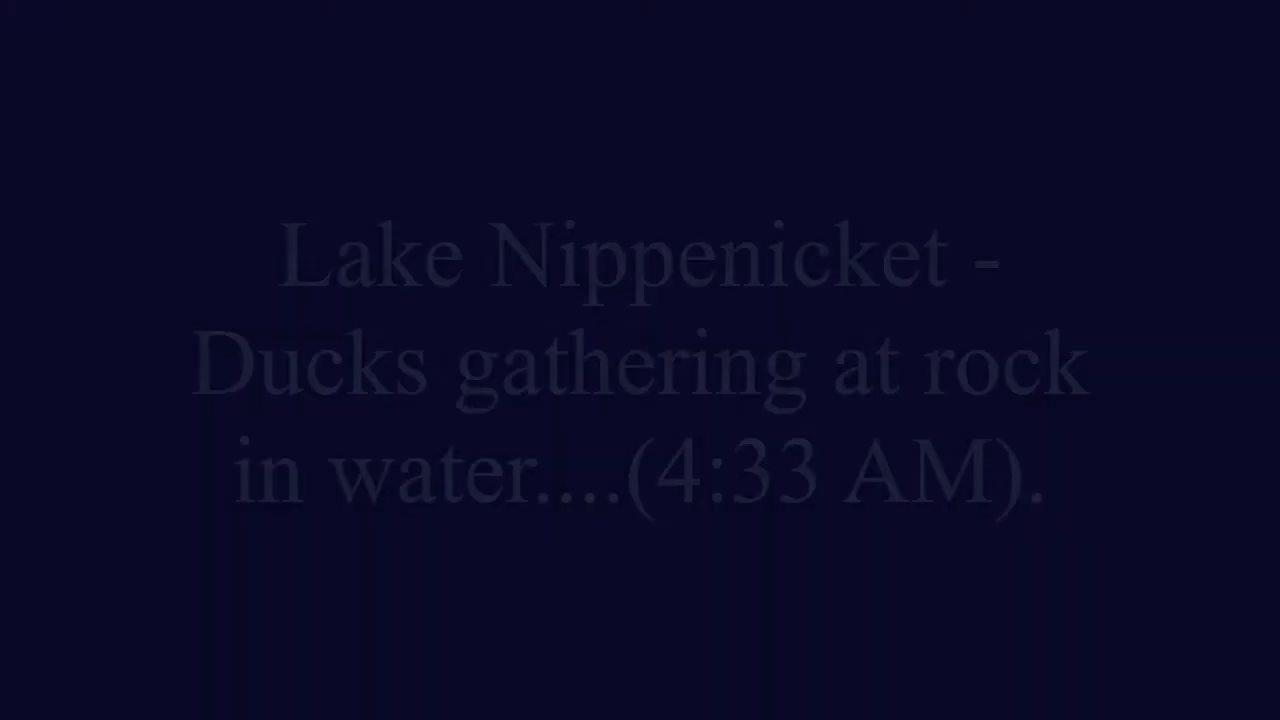 Lake Nippenicket -
Ducks gathering at rock
in water....(4:33 AM).